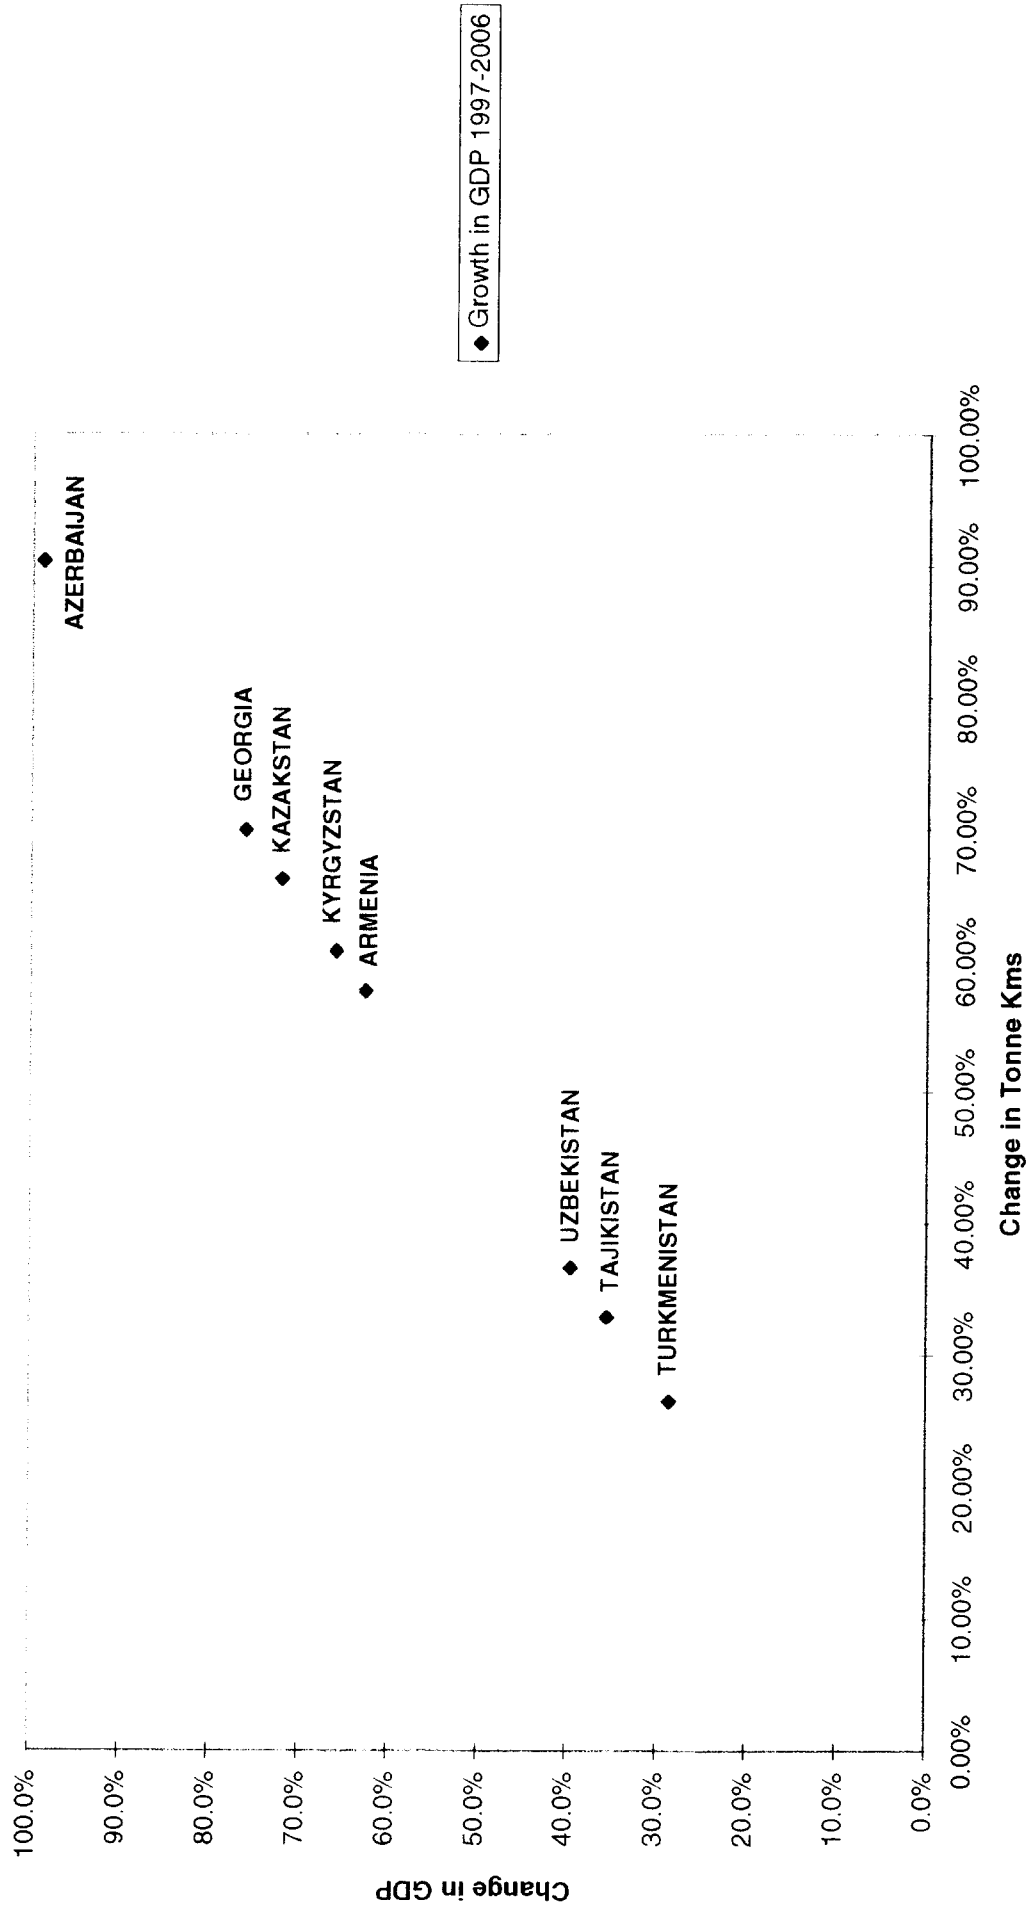 100.0%
90.0%
80.0%
70.0%
60.0%
50.0%
40.0%
30.0%
20.0%
10.0%
0.0%
Change in GDP
AZERBAIJAN
GEORGIA
KAZAKSTAN
KYRGYZSTAN
ARMENIA
UZBEKISTAN
TAJIKISTAN
TURKMENISTAN
0.00% 10.00% 20.00% 30.00% 40.00% 50.00% 60.00% 70.00% 80.00% 90.00% 100.00%
Change in Tonne Kms
Growth in GDP 1997-2006